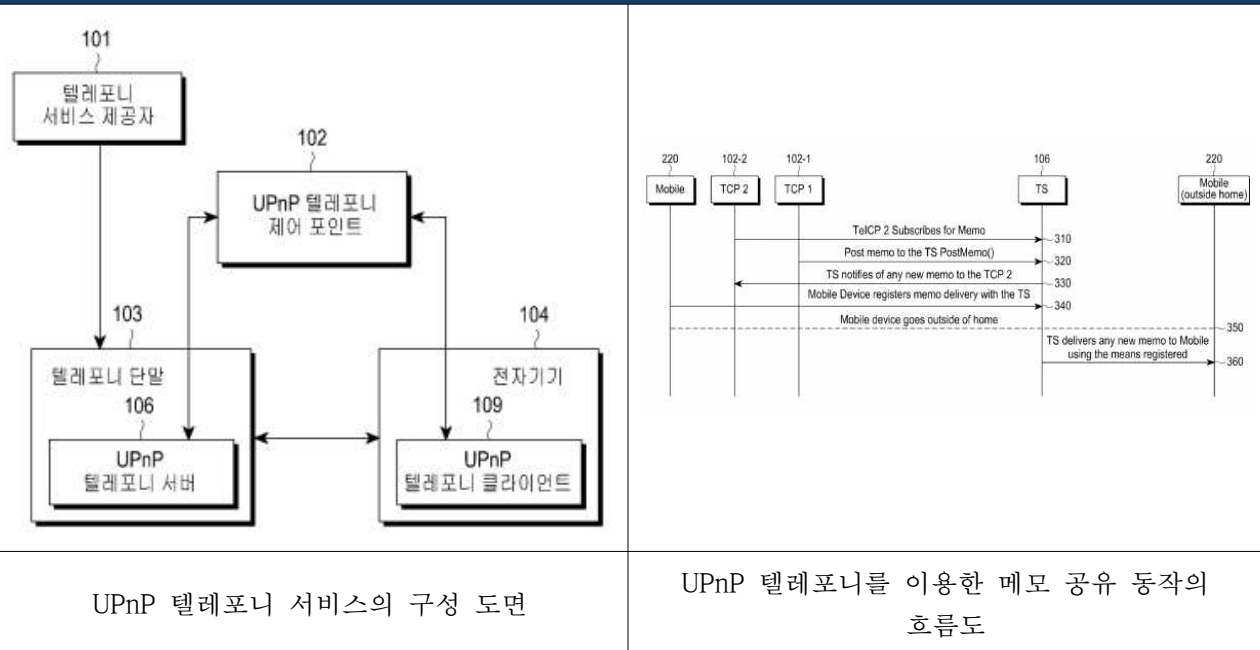 101
텔레포니
서비스 제공자
102
UPnP 텔레포니
제어 포인트
103
텔레포니 단말
106
UPnP
텔레포니 서버
104
전자기기
109
UPnP
텔레포니 클라이언트
220
102-2
102-1
106
220
Mobile
TCP 2
TCP 1
TS
Mobile
(outside home)
TelCP 2 Subscribes for Memo
310
Post memo to the TS PostMemo()
320
TS notifies of any new memo to the TCP 2
330
Mobile Device registers memo delivery with the TS
340
Mobile device goes outside of home
350
TS delivers any new memo to Mobile
using the means registered
360
UPnP 텔레포니 서비스의 구성 도면
UPnP 텔레포니를 이용한 메모 공유 동작의
흐름도